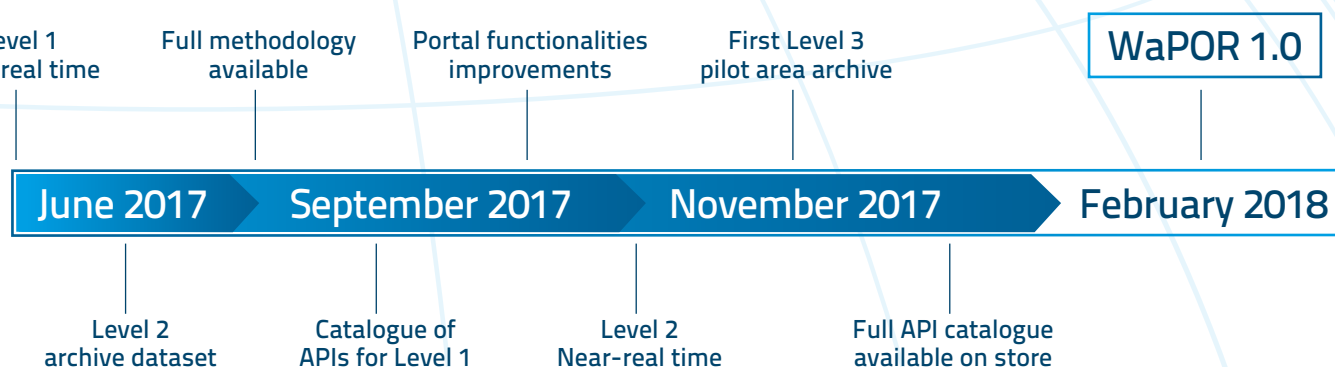 evel 1
real time
Full methodology
available
Portal functionalities
improvements
First Level 3
pilot area archive
WaPOR 1.0
June 2017
September 2017
November 2017
February 2018
Level 2
archive dataset
Catalogue of
APIs for Level 1
Level 2
Near-real time
Full API catalogue
available on store